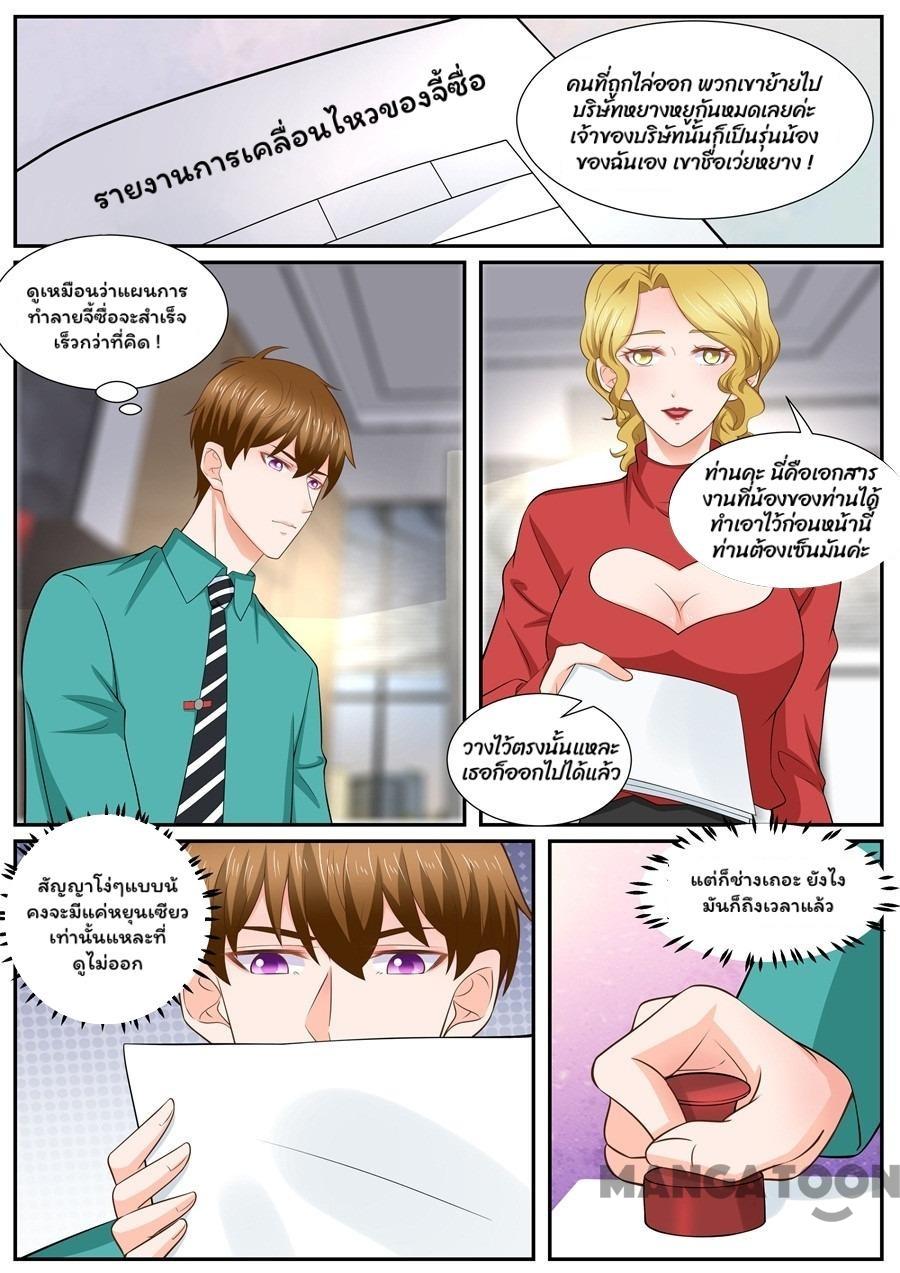 รายงานการเคลื่อนไหวของจี้ซื่อ
คนที่ถูกไล่ออก พวกเขาย้ายไป
บริษัทหยางหยูกันหมดเลยค่ะ
เจ้าของบริษัทนั้นก็เป็นรุ่นน้อง
ของฉันเอง เขาชื่อเว่ยหยาง !
ดูเหมือนว่าแผนการ
ทำลายจี้ซื่อจะสำเร็จ
เร็วกว่าที่คิด !
ท่านคะ นี่คือเอกสาร
งานที่น้องของท่านได้
ทำเอาไว้ก่อนหน้านี้
ท่านต้องเซ็นมันค่ะ
วางไว้ตรงนั้นแหละ
เธอก็ออกไปได้แล้ว
สัญญาโง่ๆแบบน้
คงจะมีแค่หยุนเซียว
เท่านั้นแหละที่
ดูไม่ออก
แต่ก็ช่างเถอะ ยังไง
มันก็ถึงเวลาแล้ว
MANGATOON